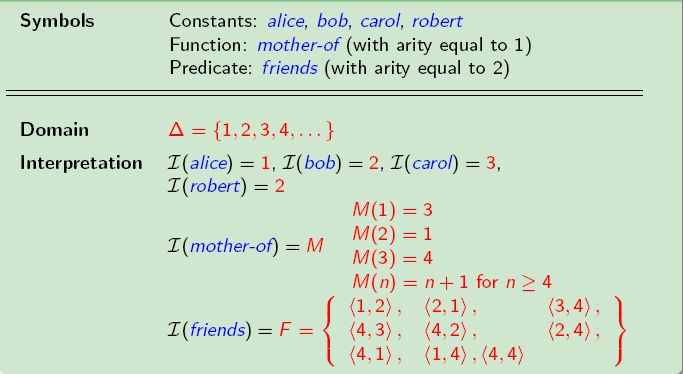 Symbols Constants: alice, bob, carol, robert
Function: mother-of (with arity equal to 1)
Predicate: friends (with arity equal to 2)
Domain Δ = {1, 2, 3, 4, . . . }
Interpretation ℐ(alice) = 1, ℐ(bob) = 2, ℐ(carol) = 3,
ℐ(robert) = 2
ℐ(mother-of) = M
M(1) = 3
M(2) = 1
M(3) = 4
M(n) = n + 1 for n ≥ 4
ℐ(friends) = F = {
⟨1, 2⟩ , ⟨2, 1⟩ , ⟨3, 4⟩ ,
⟨4, 3⟩ , ⟨4, 2⟩ , ⟨2, 4⟩ ,
⟨4, 1⟩ , ⟨1, 4⟩ , ⟨4, 4⟩
}